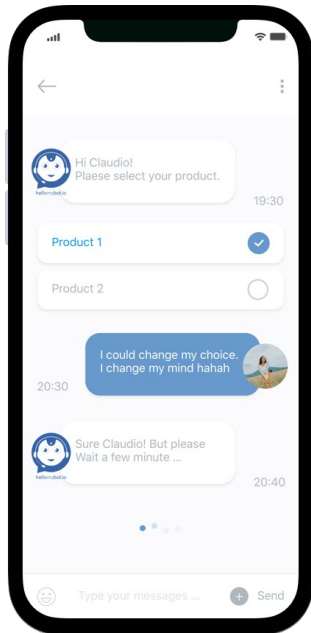 Hi Claudio!
Plaese select your product.
19:30
Product 1
Product 2
I could change my choice.
I change my mind hahah
20:30
Sure Claudio! But please
Wait a few minute ...
20:40
Type your messages ...
Send